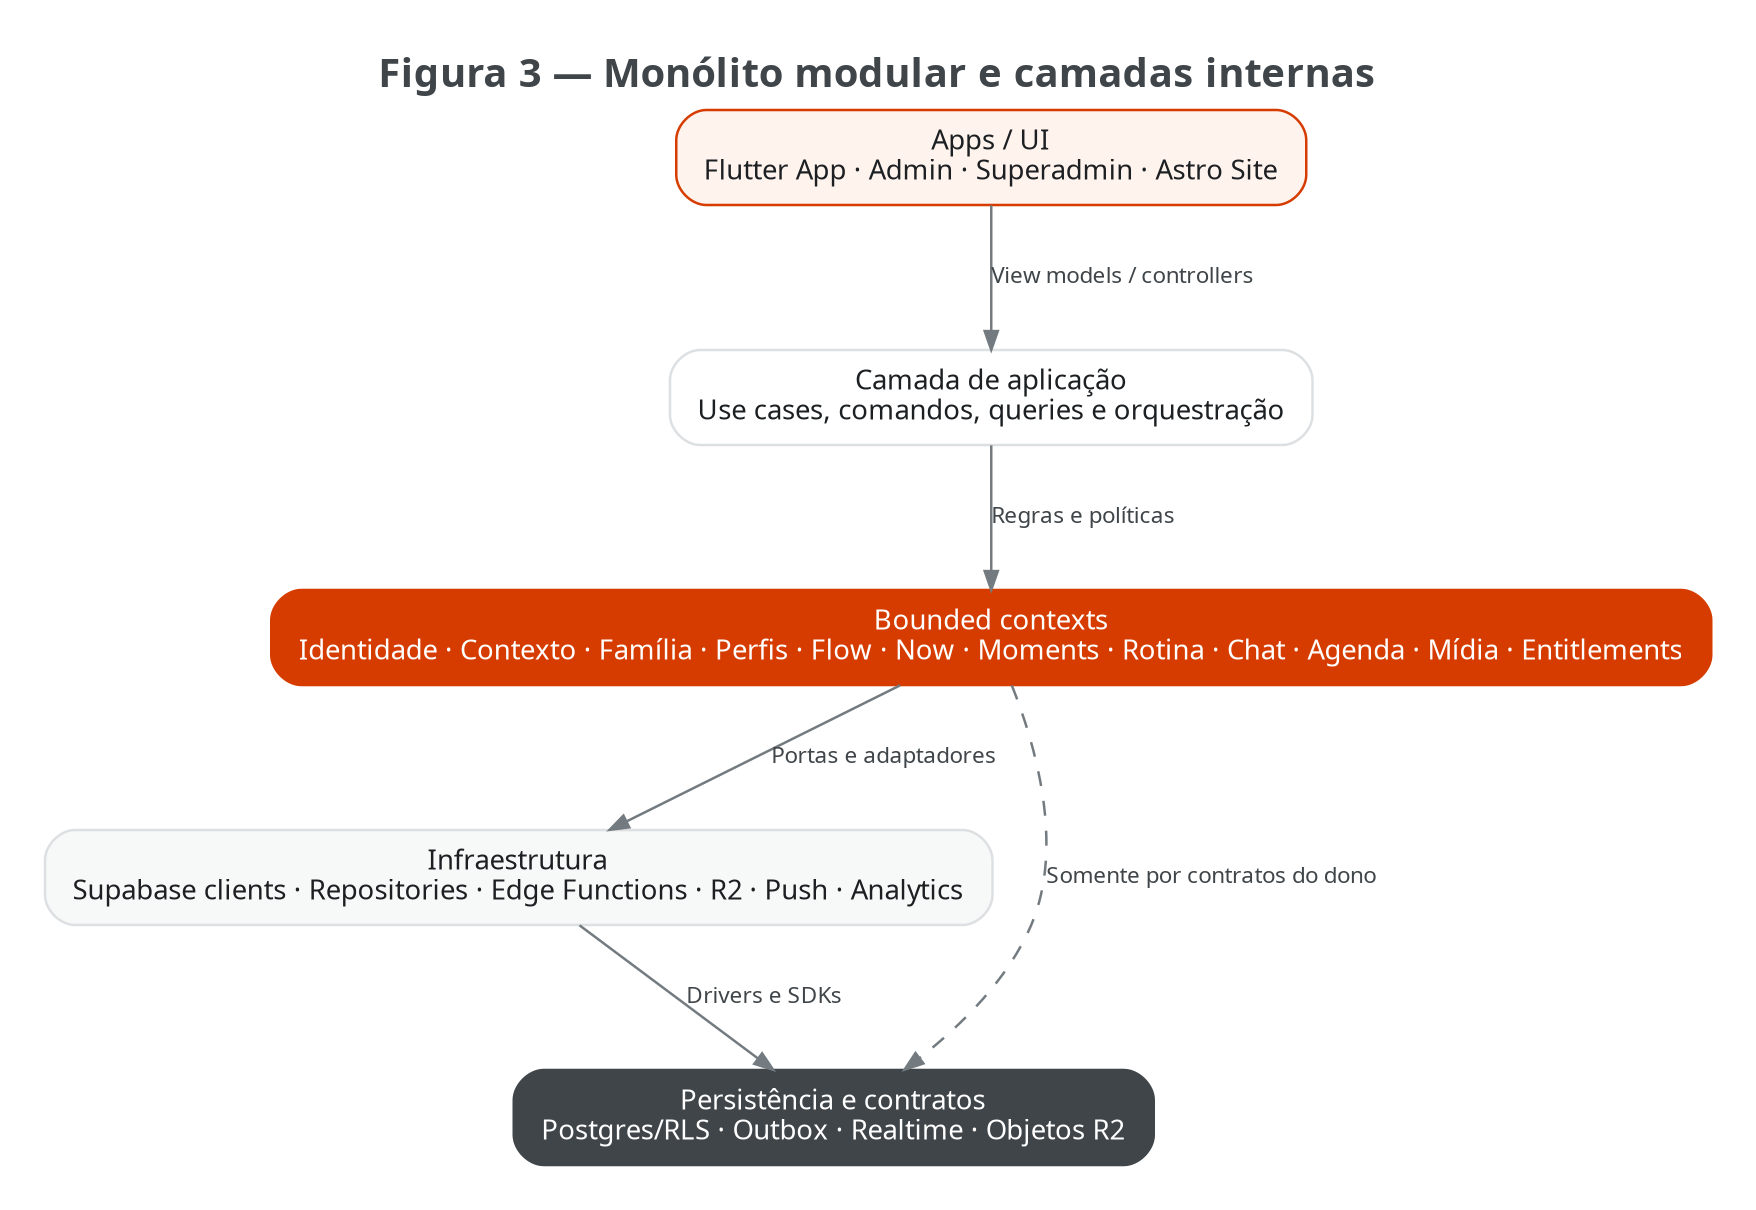 Figura 3 — Monólito modular e camadas internas
Apps / UI
Flutter App · Admin · Superadmin · Astro Site
View models / controllers
Camada de aplicação
Use cases, comandos, queries e orquestração
Regras e políticas
Bounded contexts
Identidade · Contexto · Família · Perfis · Flow · Now · Moments · Rotina · Chat · Agenda · Mídia · Entitlements
Portas e adaptadores
Infraestrutura
Supabase clients · Repositories · Edge Functions · R2 · Push · Analytics
Somente por contratos do dono
Drivers e SDKs
Persistência e contratos
Postgres/RLS · Outbox · Realtime · Objetos R2